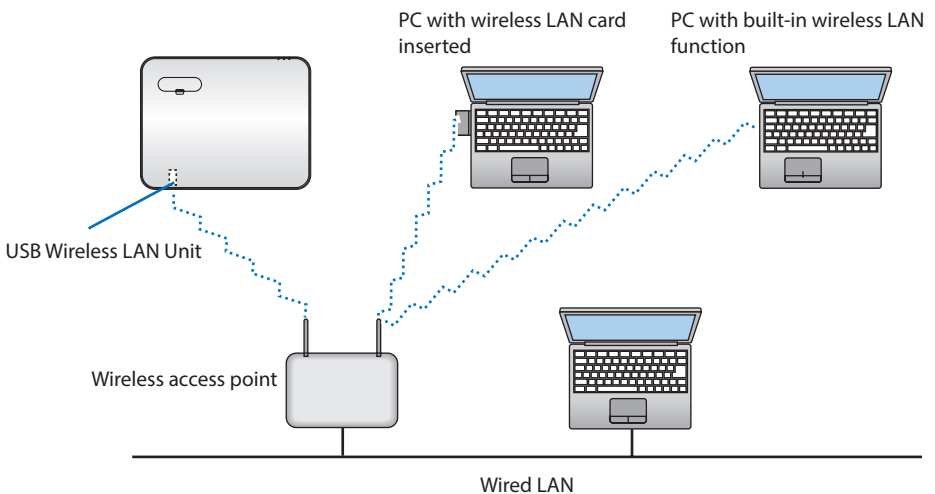 PC with wireless LAN card
inserted
PC with built-in wireless LAN
function
USB Wireless LAN Unit
Wireless access point
Wired LAN